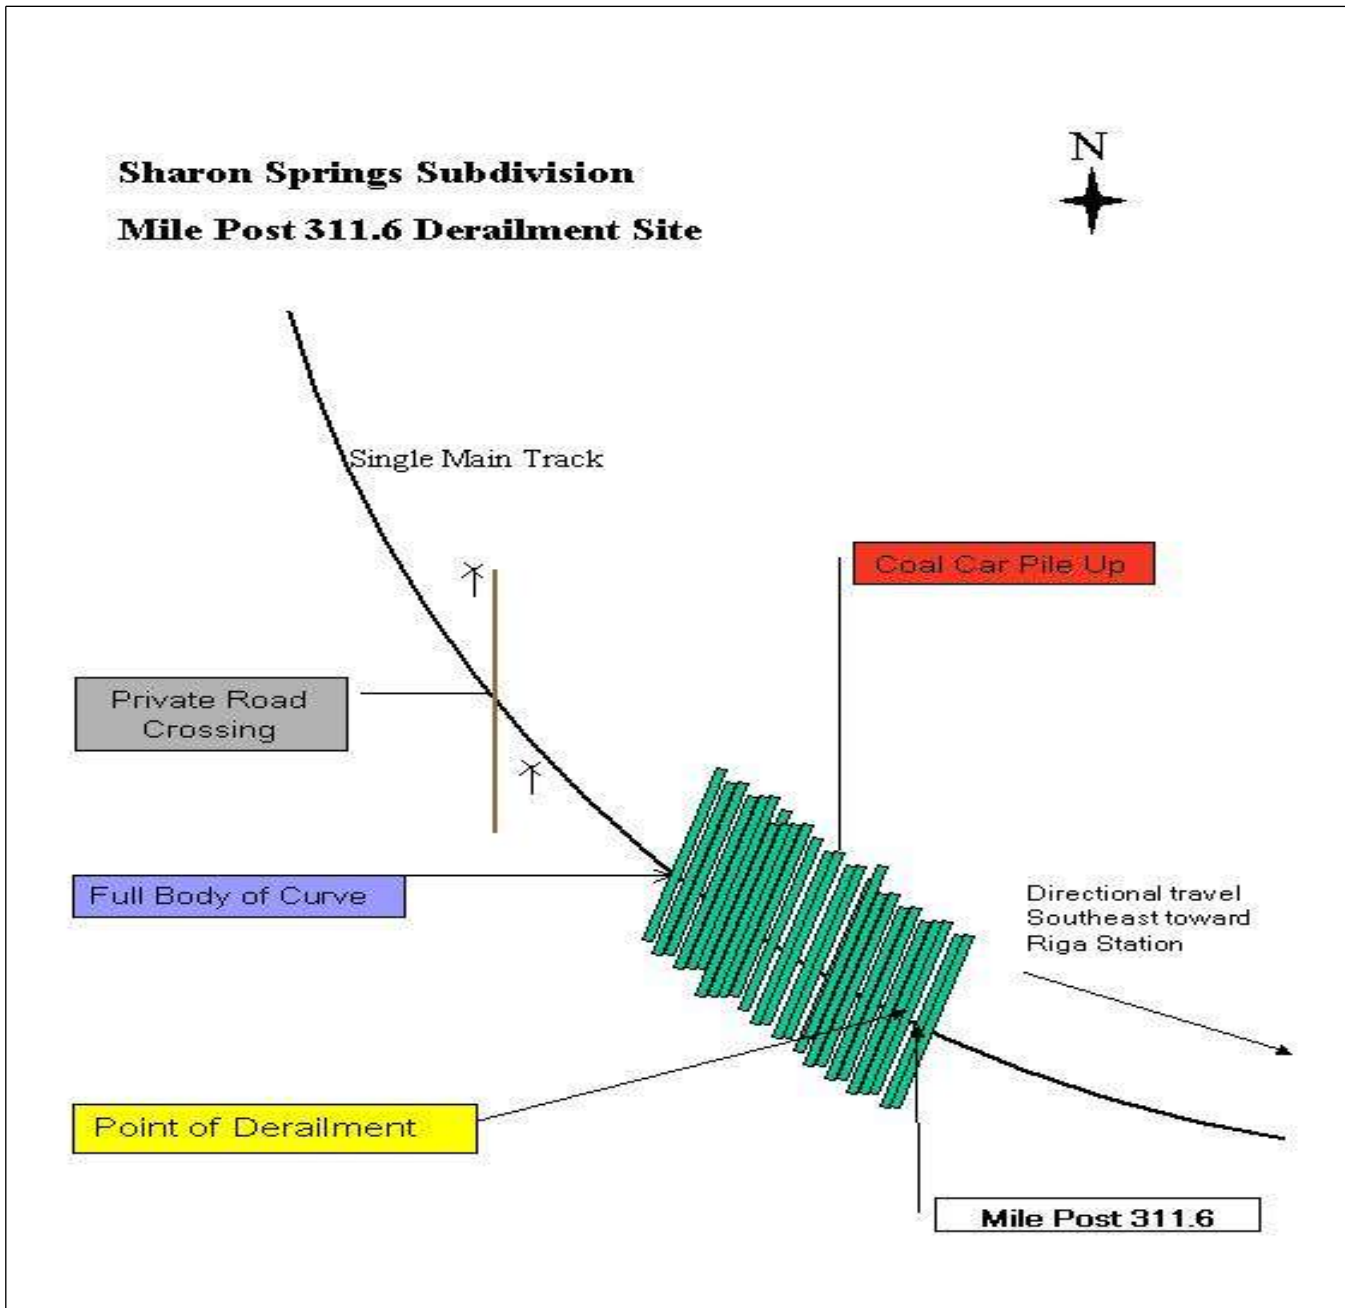 N
Sharon Springs Subdivision
Mile Post 311.6 Derailment Site
Single Main Track
Coal Car Pile Up
Private Road
Crossing
Full Body of Curve
Directional travel
Southeast toward
Riga Station
Point of Derailment
Mile Post 311.6